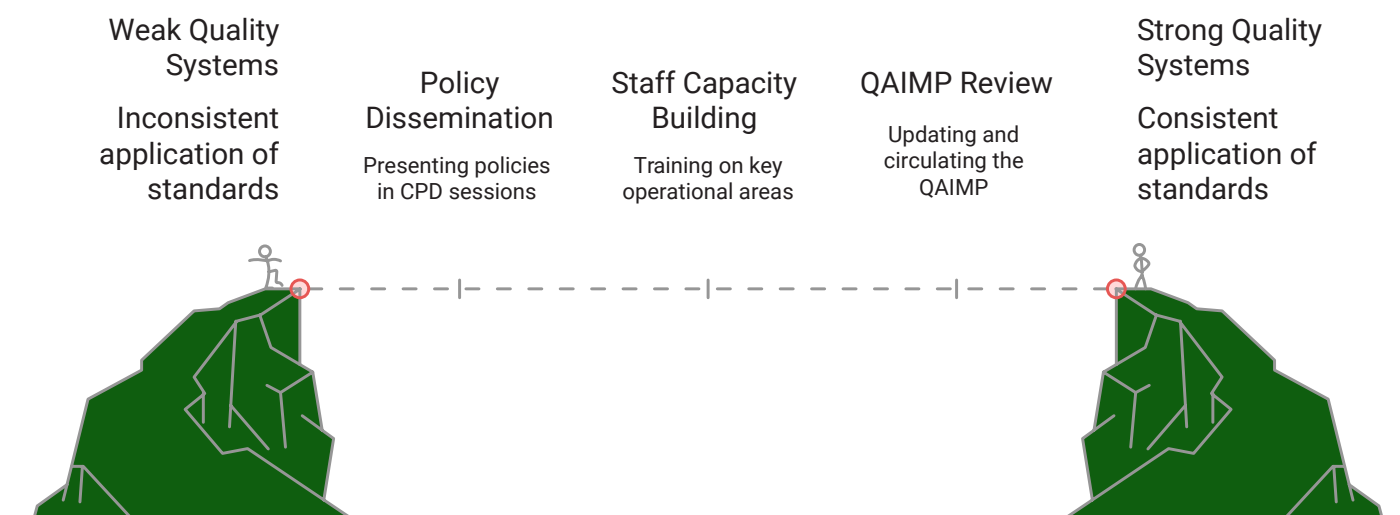 Weak Quality
Systems
Inconsistent
application of
standards
Policy
Dissemination
Presenting policies
in CPD sessions
Staff Capacity
Building
Training on key
operational areas
QAIMP Review
Updating and
circulating the
QAIMP
Strong Quality
Systems
Consistent
application of
standards